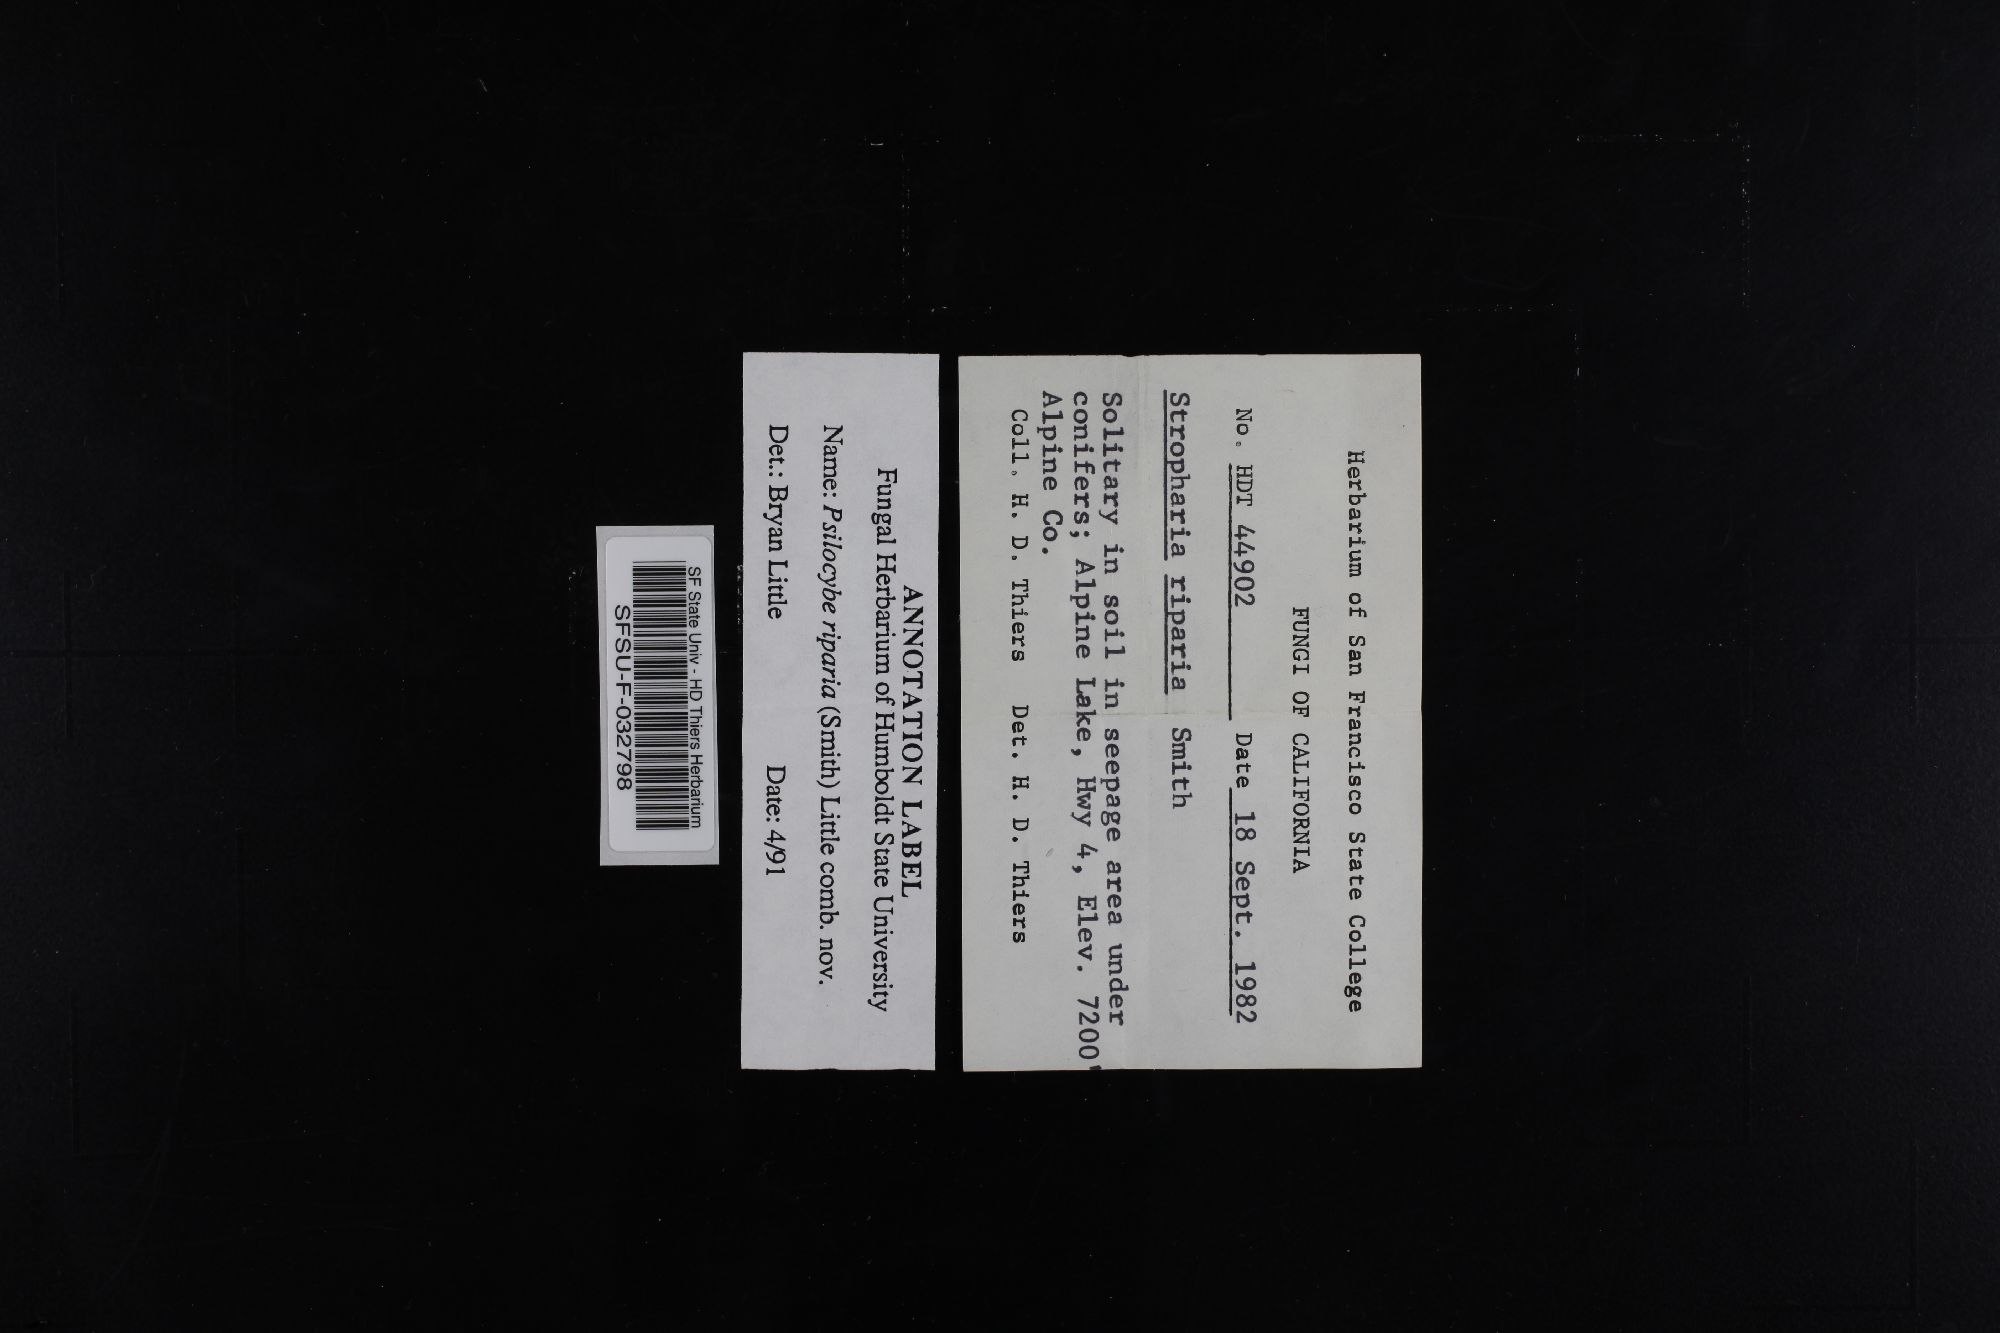 Herbarium of San Francisco State College
FUNGI OF CALIFORNIA
No. HDT 44902 Date 18 Sept. 1982
Stropharia riparia Smith
Solitary in soil in seepage area under
conifers; Alpine Lake, Hwy 4, Elev. 7200'
Alpine Co.
Coll. H. D. Thiers Det. H. D. Thiers
ANNOTATION LABEL
Fungal Herbarium of Humboldt State University
Name: Psilocybe riparia (Smith) Little comb. nov.
Det.: Bryan Little Date: 4/91
SF State Univ - HD Thiers Herbarium
SFSU-F-032798